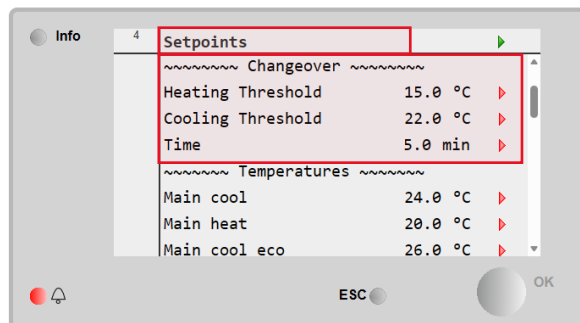 Info
4
Setpoints
~~~~~~~~ Changeover ~~~~~~~~
Heating Threshold 15.0 °C
Cooling Threshold 22.0 °C
Time 5.0 min
~~~~~~~ Temperatures ~~~~~~~
Main cool 24.0 °C
Main heat 20.0 °C
Main cool eco 26.0 °C
ESC
OK